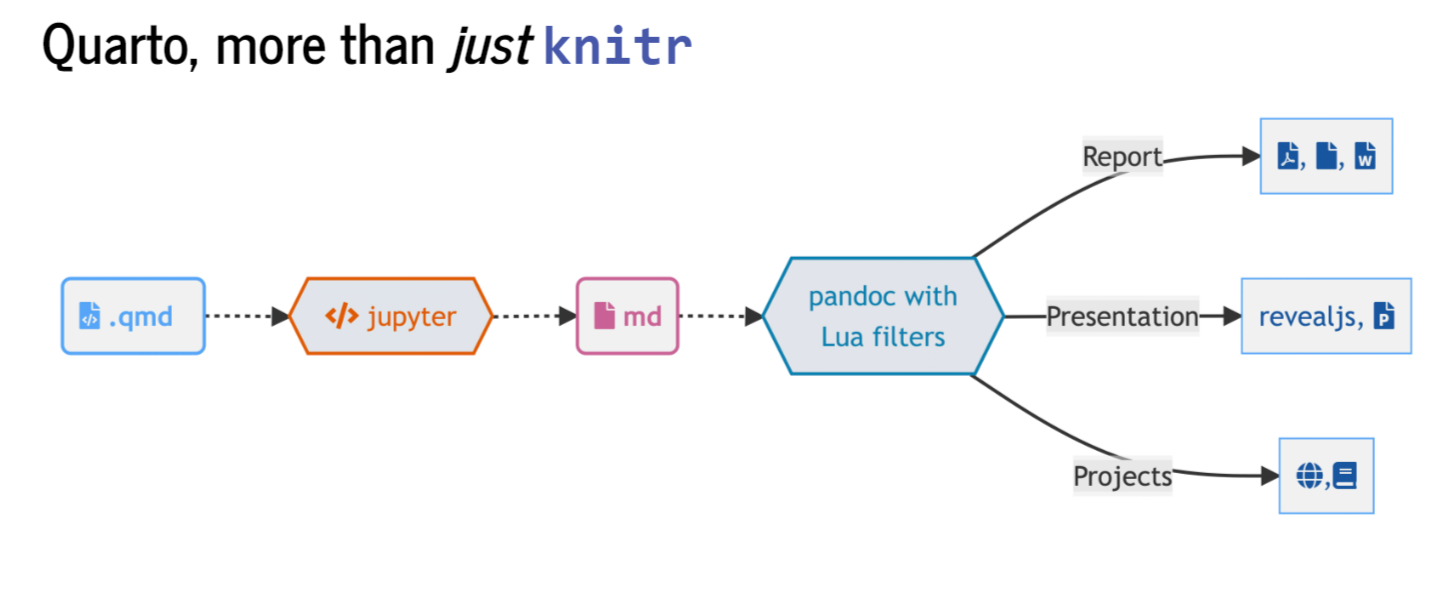 Quarto, more than just knitr
Report
, ,
W
.qmd
</> jupyter
md
pandoc with
Lua filters
Presentation
revealjs,
P
Projects
,